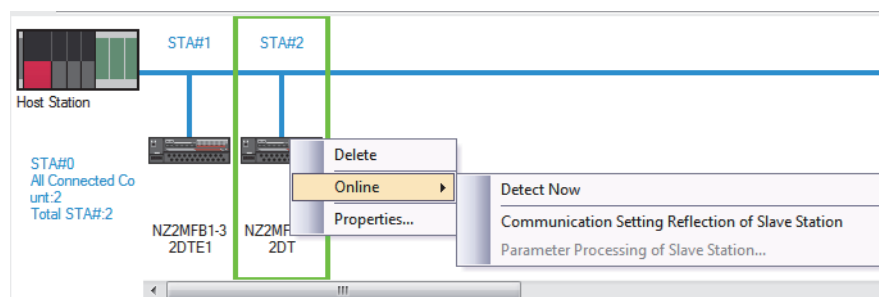 STA#1
STA#2
Host Station
STA#0
All Connected Co
unt:2
Total STA#:2
NZ2MFB1-3
2DTE1
NZ2MF
2DT
Delete
Online
Properties...
Detect Now
Communication Setting Reflection of Slave Station
Parameter Processing of Slave Station...